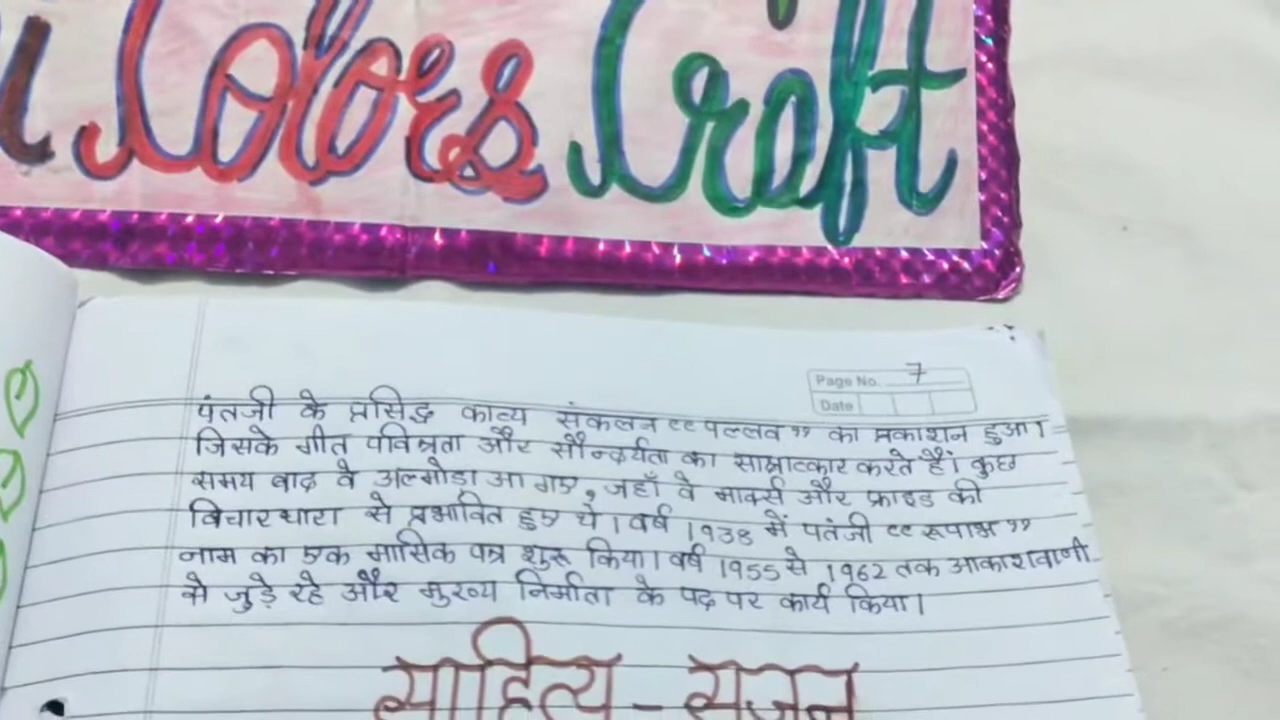 Colors Craft
Page No. 7
Date
पंतजी के प्रसिद्ध काव्य संकलन "पल्लव" का प्रकाशन हुआ।
जिसके गीत पवित्रता और सौन्दर्यता का साक्षात्कार करते हैं। कुछ
समय बाद वे अल्मोडा आ गए, जहाँ वे मार्क्स और फ्राइड की
विचारधारा से प्रभावित हुए थे। वर्ष 1938 में पतंजी "रूपाभ"
नाम का एक मासिक पत्र शुरू किया। वर्ष 1955 से 1962 तक आकाशवाणी
से जुड़े रहे और मुख्य निर्माता के पद पर कार्य किया।
साहित्य - सृजन